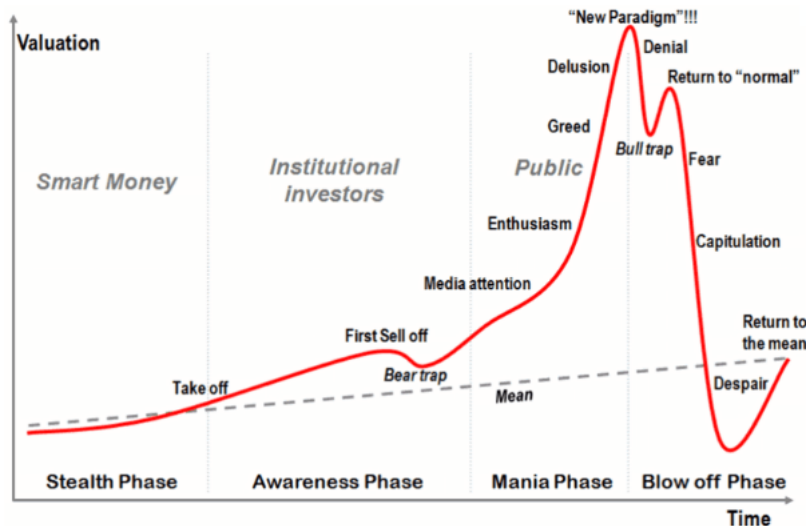 "New Paradigm"!!!
Valuation
Denial
Delusion
Return to "normal"
Greed
Bull trap
Smart Money
Institutional
investors
Public
Fear
Enthusiasm
Capitulation
Media attention
First Sell off
Return to
the mean
Bear trap
Take off
Mean
Despair
Stealth Phase
Awareness Phase
Mania Phase
Blow off Phase
Time